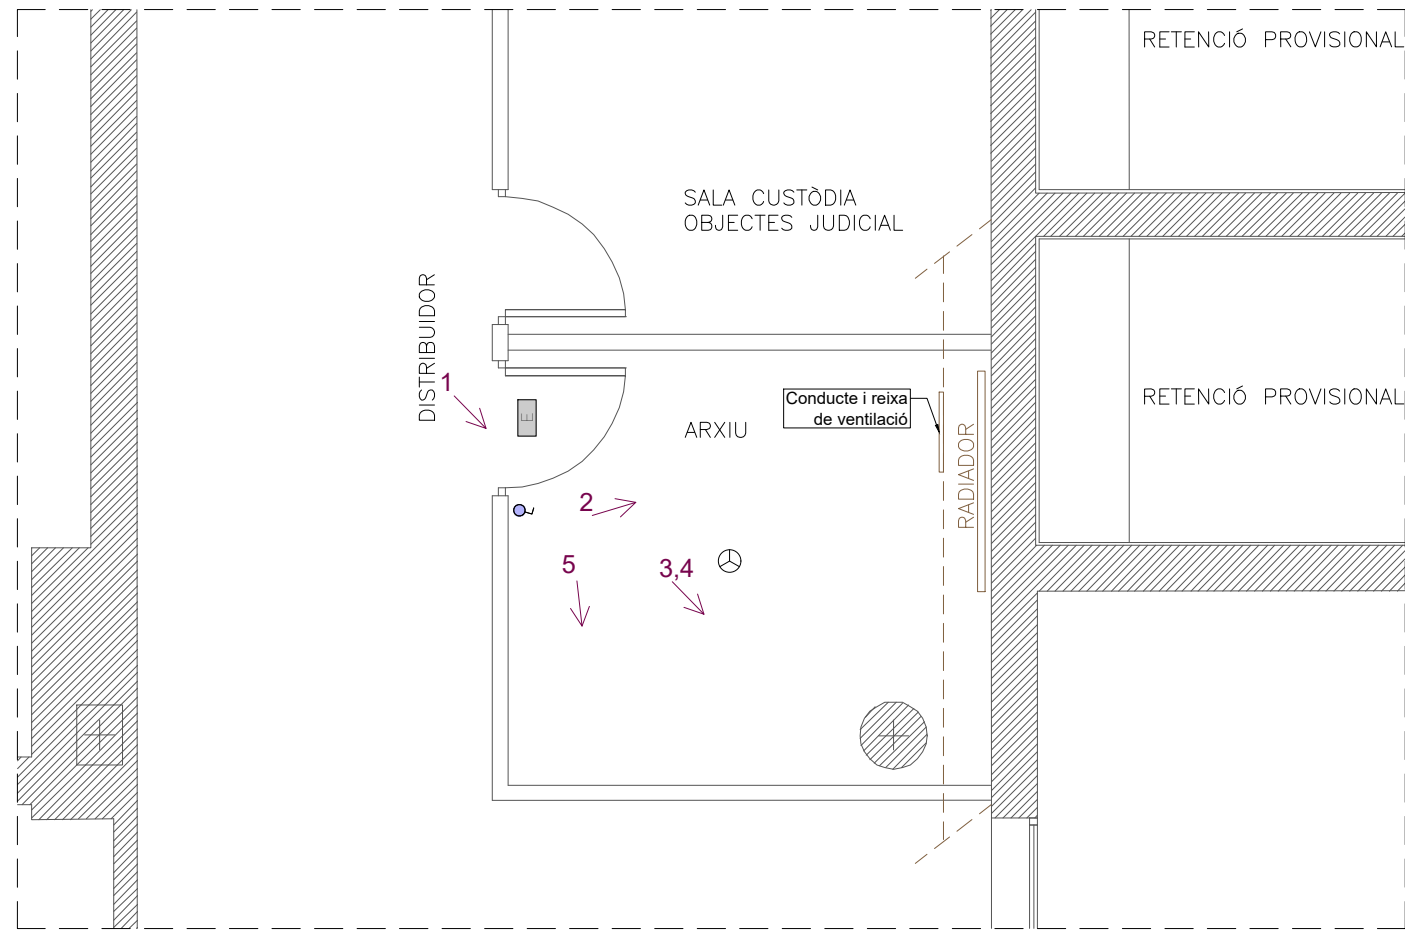 RETENCIÓ PROVISIONAL
SALA CUSTÒDIA
OBJECTES JUDICIAL
DISTRIBUIDOR
1
E
Conducte i reixa
de ventilació
ARXIU
RADIADOR
RETENCIÓ PROVISIONAL
2
5
3,4